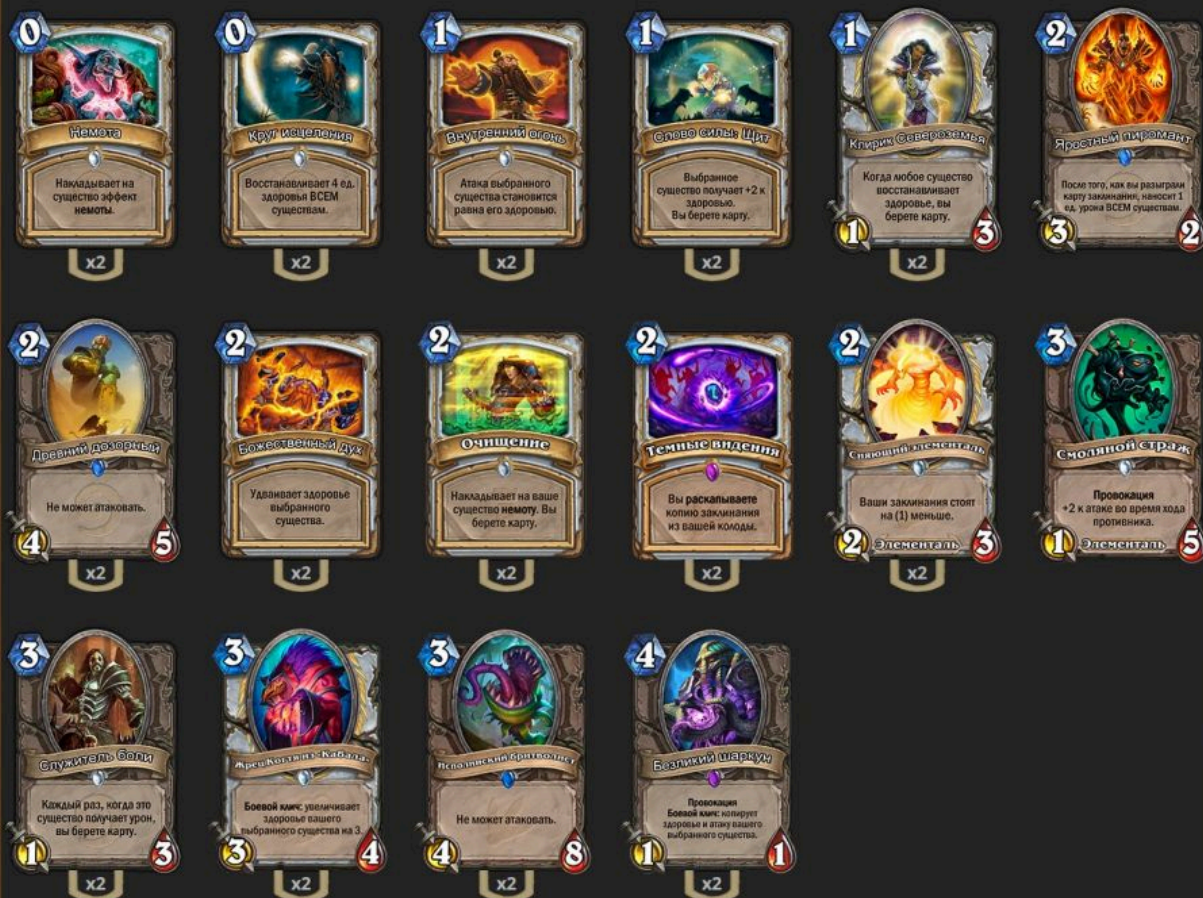 0
Немота
Накладывает на
существо эффект
немоты.
x2
0
Круг исцеления
Восстанавливает 4 ед.
здоровья ВСЕМ
существам.
x2
1
Внутренний огонь
Атака выбранного
существа становится
равна его здоровью.
x2
1
Слово силы: Щит
Выбранное
существо получает +2 к
здоровью.
Вы берете карту.
x2
1
Клирик Североземья
Когда любое существо
восстанавливает
здоровье, вы
берете карту.
1
3
x2
2
Яростный пиромант
После того, как вы разыграли
карту заклинания, наносит 1
ед. урона ВСЕМ существам.
3
2
2
Древний дозорный
Не может атаковать.
4
5
x2
2
Божественный дух
Удваивает здоровье
выбранного
существа.
x2
2
Очищение
Накладывает на ваше
существо немоту. Вы
берете карту.
x2
2
Темные видения
Вы раскапываете
копию заклинания
из вашей колоды.
x2
2
Сияющий элементаль
Ваши заклинания стоят
на (1) меньше.
2
Элементаль
3
x2
3
Смоляной страж
Провокация
+2 к атаке во время хода
противника.
1
Элементаль
5
3
Служитель боли
Каждый раз, когда это
существо получает урон,
вы берете карту.
1
3
x2
3
Жрец Когтя из «Кабала»
Боевой клич: увеличивает
здоровье вашего
выбранного существа на 3.
3
4
x2
3
Исполинский бритволист
Не может атаковать.
4
8
x2
4
Безликий шаркун
Провокация
Боевой клич: копирует
здоровье и атаку вашего
выбранного существа.
1
1
x2